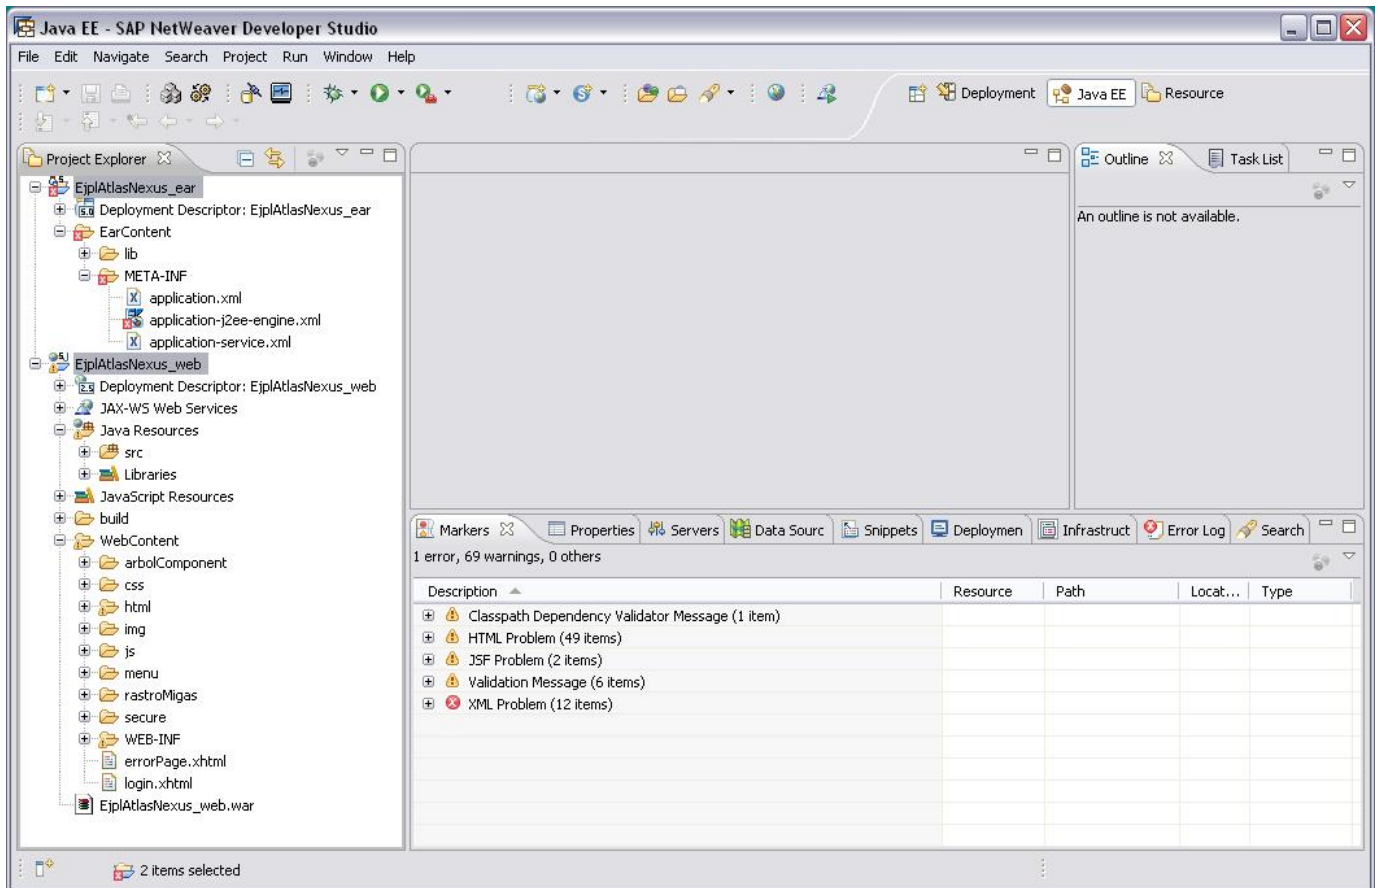 Java EE - SAP NetWeaver Developer Studio
File Edit Navigate Search Project Run Window Help
Deployment Java EE Resource
Project Explorer
EjplAtlasNexus_ear
Deployment Descriptor: EjplAtlasNexus_ear
EarContent
lib
META-INF
application.xml
application-j2ee-engine.xml
application-service.xml
EjplAtlasNexus_web
Deployment Descriptor: EjplAtlasNexus_web
JAX-WS Web Services
Java Resources
src
Libraries
JavaScript Resources
build
WebContent
arbolComponent
css
html
img
js
menu
rastroMigas
secure
WEB-INF
errorPage.xhtml
login.xhtml
EjplAtlasNexus_web.war
Outline Task List
An outline is not available.
Markers Properties Servers Data Sourc Snippets Deploymen Infrastruct Error Log Search
1 error, 69 warnings, 0 others
Description Resource Path Locat... Type
Classpath Dependency Validator Message (1 item)
HTML Problem (49 items)
JSF Problem (2 items)
Validation Message (6 items)
XML Problem (12 items)
2 items selected